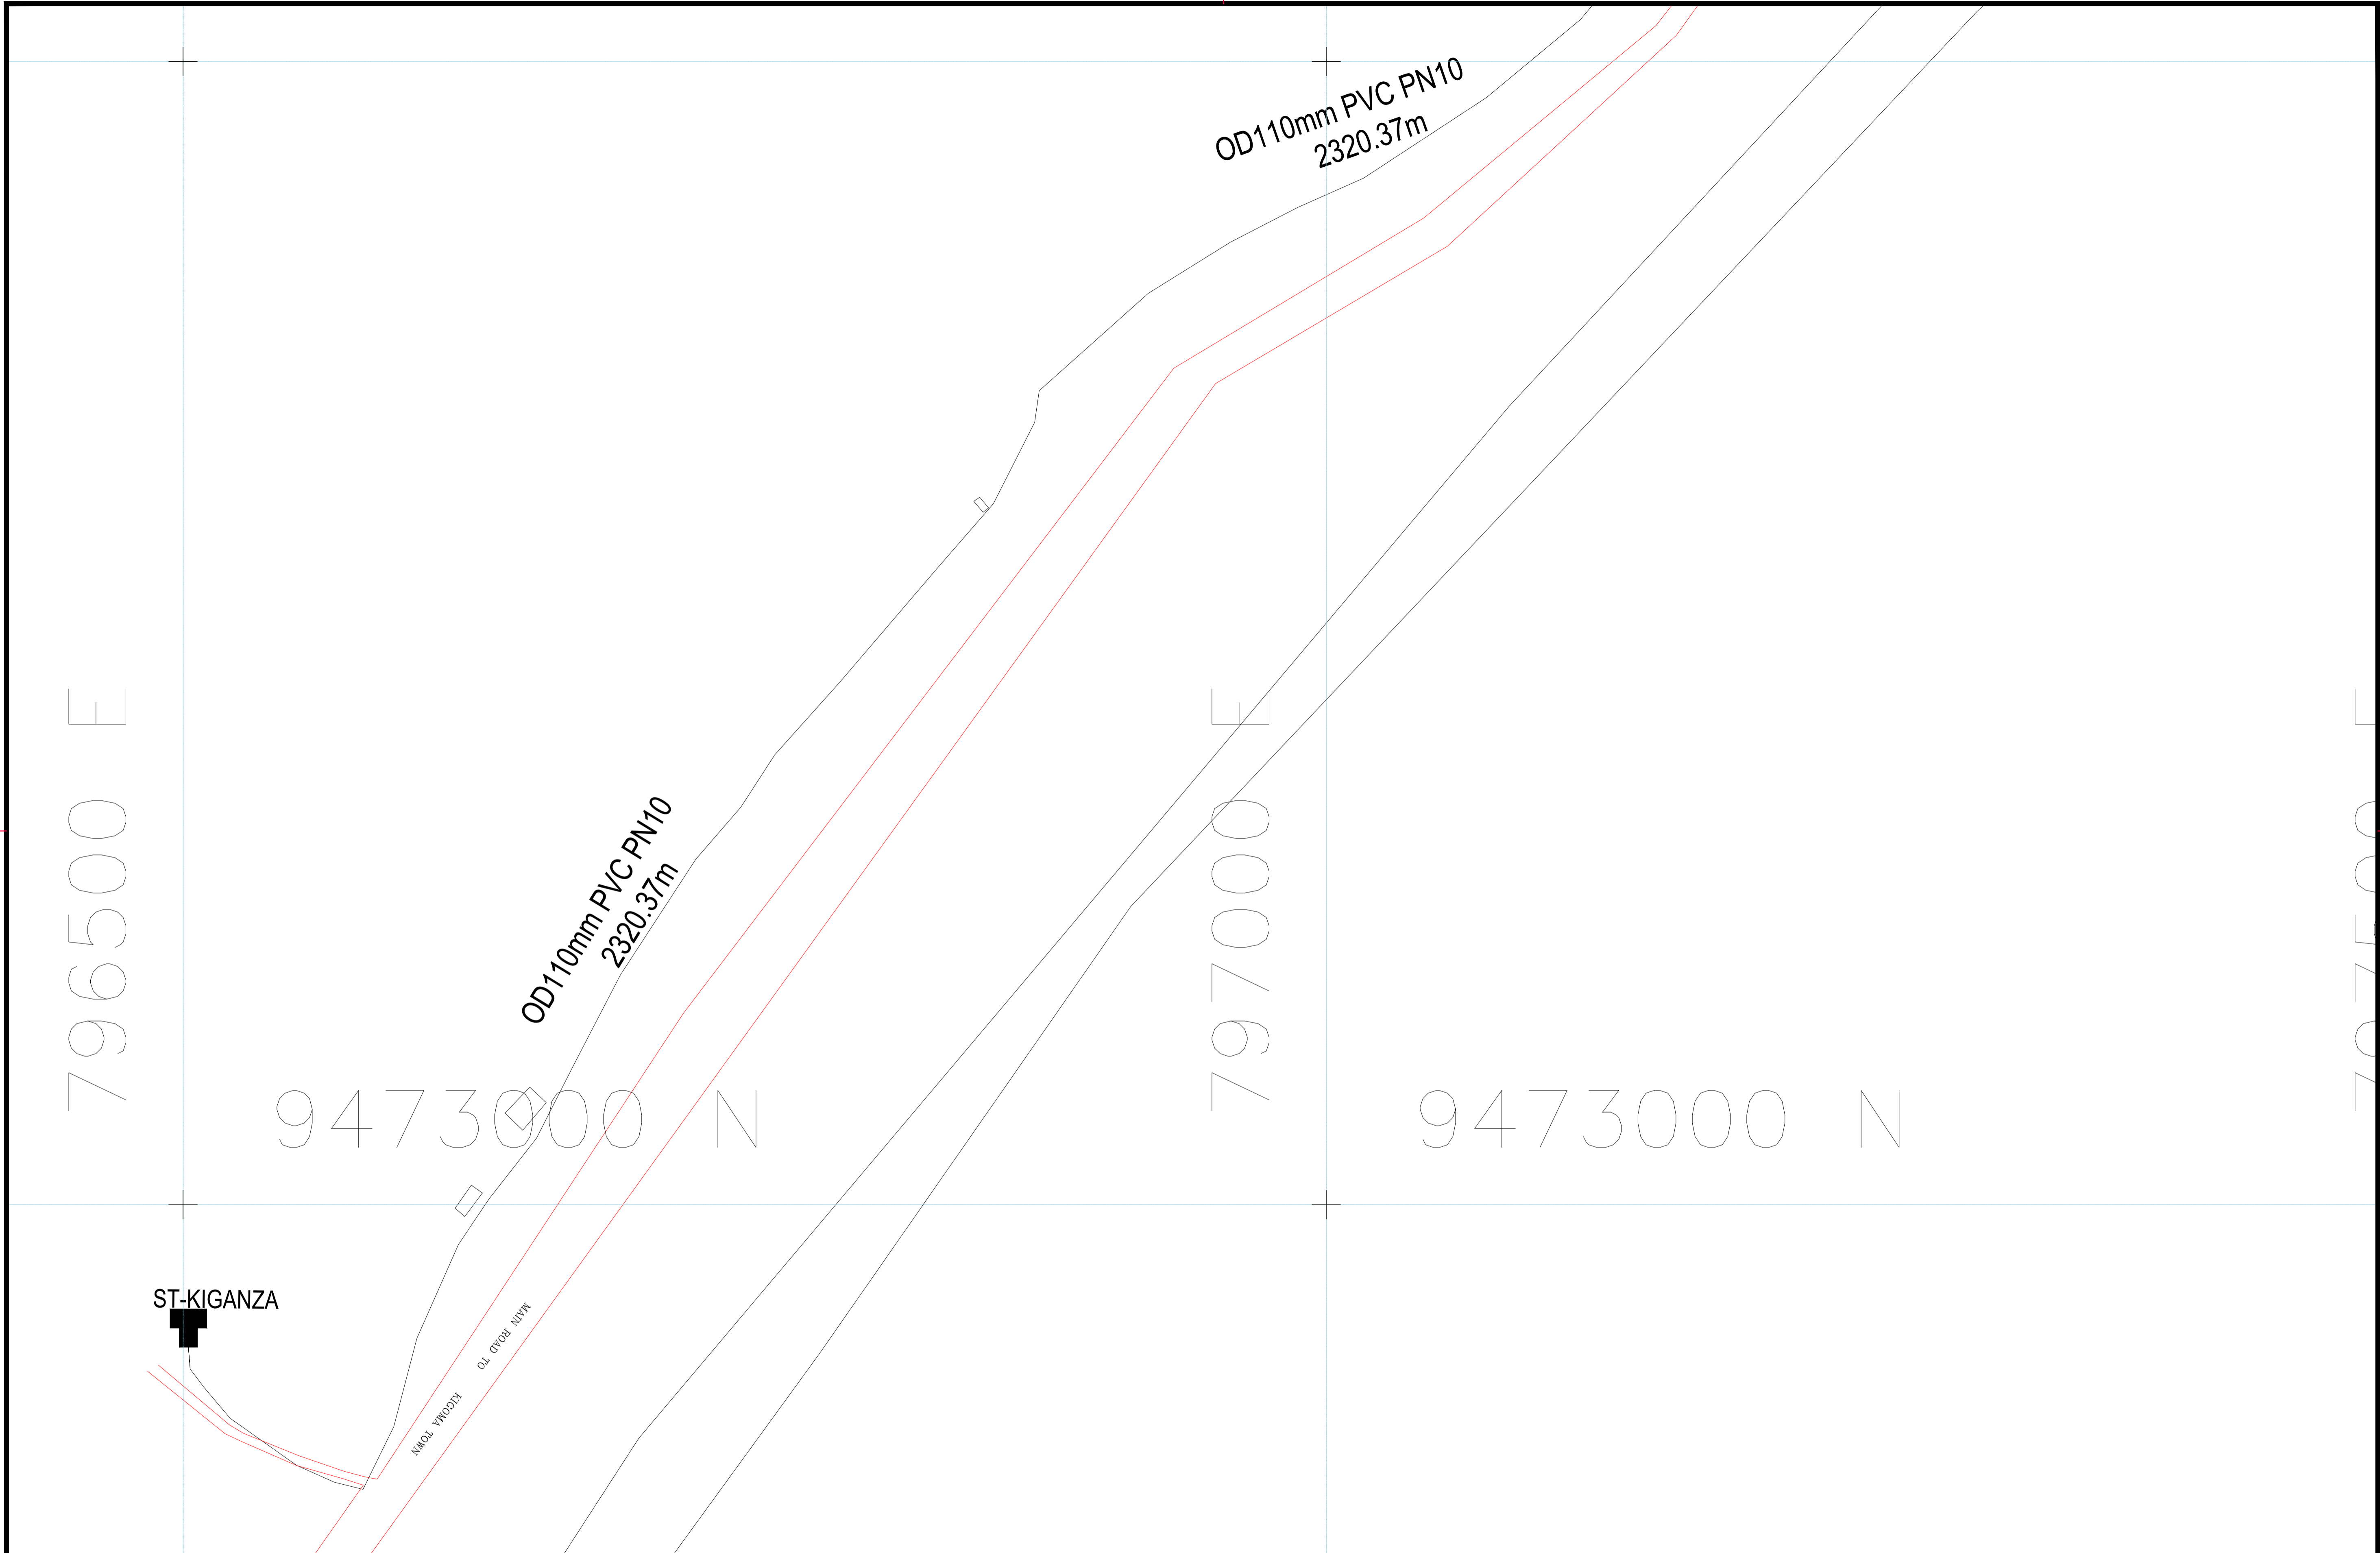 OD110mm PVC PN10
2320.37m
796500 E
797000 E
OD110mm PVC PN10
2320.37m
9473000 N
9473000 N
ST-KIGANZA
MAIN ROAD TO
KIGOMA TOWN